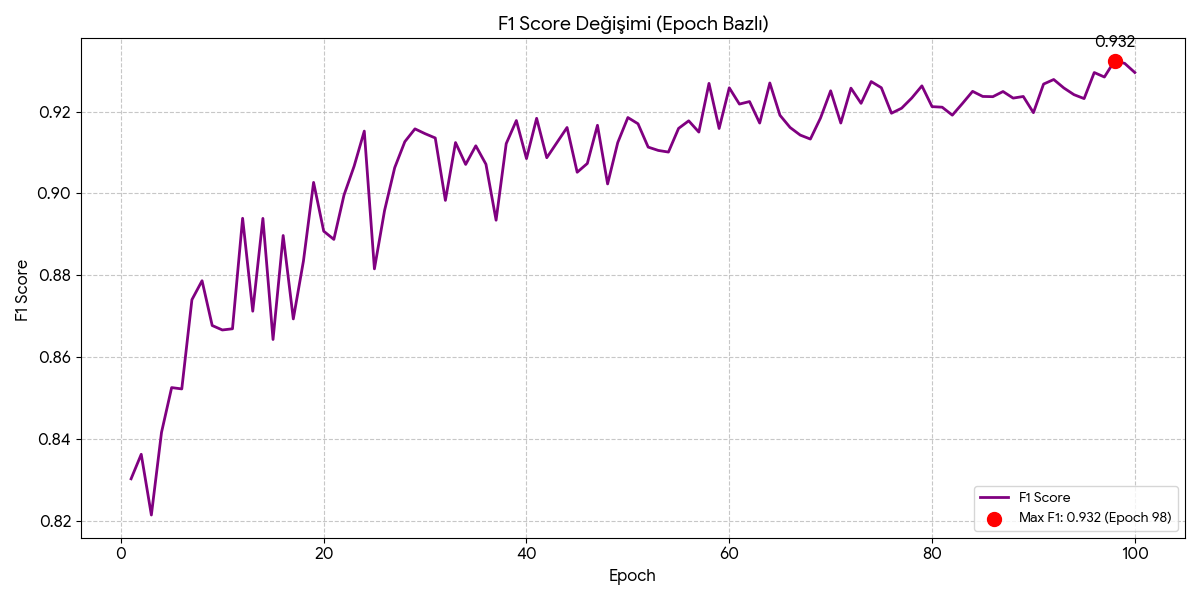 F1 Score Değişimi (Epoch Bazlı)
0.932
F1 Score
0.92
0.90
0.88
0.86
0.84
0.82
0 20 40 60 80 100
Epoch
F1 Score
Max F1: 0.932 (Epoch 98)